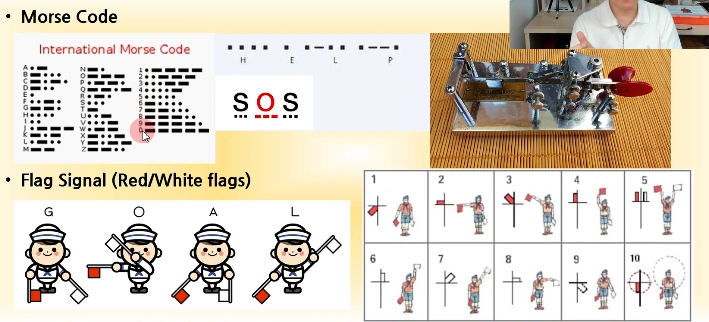 • Morse Code
International Morse Code
A
B
C
D
E
F
G
H
I
J
K
L
M
N
O
P
Q
R
S
T
U
V
W
X
Y
Z
1
2
3
4
5
6
7
8
9
H E L P
S O S
• Flag Signal (Red/White flags)
G O A L
1 2 3 4 5
6 7 8 9 10